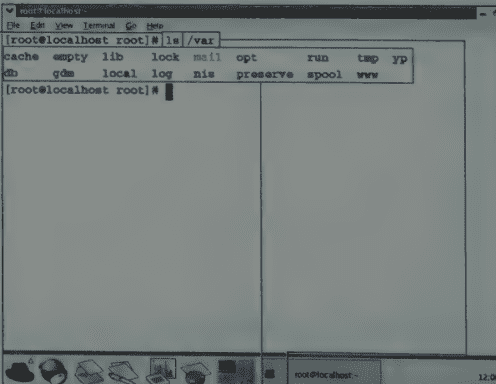 root@localhost:~
File Edit View Terminal Go Help
[root@localhost root]# ls /var
cache empty lib lock mail opt run tmp yp
db gdm local log nis preserve spool www
[root@localhost root]#
root@localhost:~